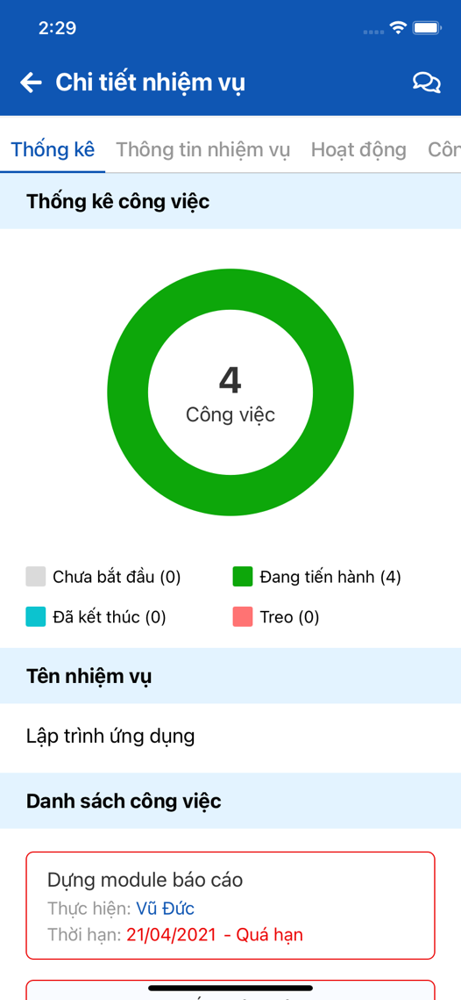 2:29
Chi tiết nhiệm vụ
Thống kê Thông tin nhiệm vụ Hoạt động Côn
Thống kê công việc
4
Công việc
Chưa bắt đầu (0) Đang tiến hành (4)
Đã kết thúc (0) Treo (0)
Tên nhiệm vụ
Lập trình ứng dụng
Danh sách công việc
Dựng module báo cáo
Thực hiện: Vũ Đức
Thời hạn: 21/04/2021 - Quá hạn